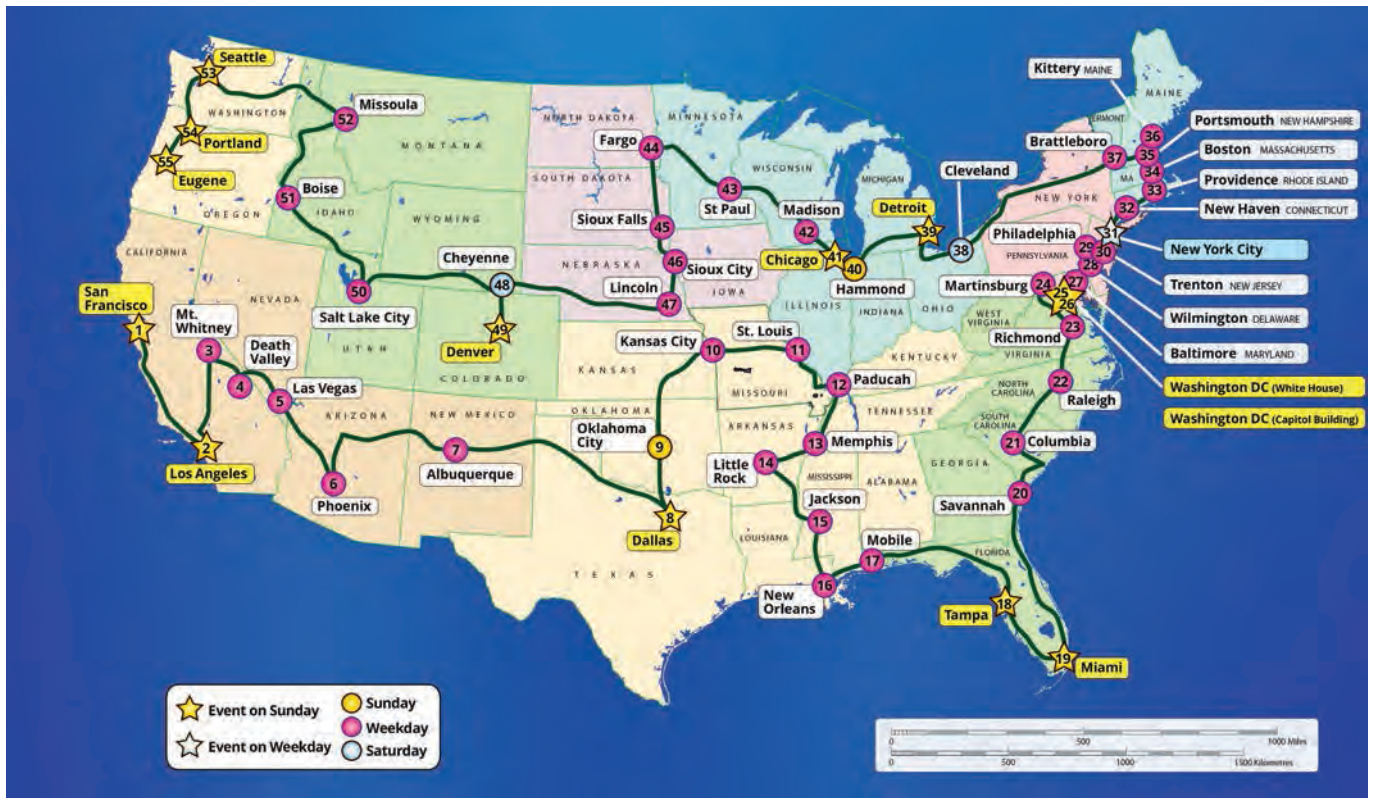 Seattle
53
WASHINGTON
Missoula
52
54
Portland
55
Eugene
OREGON
MONTANA
Boise
51
IDAHO
WYOMING
NORTH DAKOTA
MINNESOTA
Fargo
44
SOUTH DAKOTA
WISCONSIN
43
St Paul
Sioux Falls
45
Madison
42
MICHIGAN
Detroit
39
Cleveland
38
Kittery MAINE
MAINE
VERMONT
Brattleboro
37
36
35
34
33
32
MA
Portsmouth NEW HAMPSHIRE
Boston MASSACHUSETTS
Providence RHODE ISLAND
New Haven CONNECTICUT
NEW YORK
Philadelphia
29
30
31
28
PENNSYLVANIA
New York City
Trenton NEW JERSEY
Wilmington DELAWARE
Baltimore MARYLAND
Washington DC (White House)
Washington DC (Capitol Building)
CALIFORNIA
San
Francisco
1
NEVADA
Mt.
Whitney
3
Death
Valley
4
5
Las Vegas
50
Salt Lake City
UTAH
Cheyenne
48
49
Denver
COLORADO
NEBRASKA
46
Sioux City
Lincoln
47
IOWA
Chicago
41
40
Hammond
ILLINOIS
INDIANA
OHIO
Martinsburg
24
25
26
27
WEST
VIRGINIA
Richmond
23
VIRGINIA
Kansas City
10
St. Louis
11
KANSAS
MISSOURI
KENTUCKY
12
Paducah
2
Los Angeles
ARIZONA
6
Phoenix
NEW MEXICO
7
Albuquerque
OKLAHOMA
Oklahoma
City
9
ARKANSAS
TENNESSEE
13
Memphis
Little
Rock
14
NORTH
CAROLINA
22
Raleigh
SOUTH
CAROLINA
21
Columbia
GEORGIA
MISSISSIPPI
ALABAMA
8
Dallas
TEXAS
LOUISIANA
Jackson
15
Mobile
17
New
Orleans
16
Savannah
20
FLORIDA
Tampa
18
19
Miami
Event on Sunday
Event on Weekday
Sunday
Weekday
Saturday
0 500 1000 Miles
0 500 1000 1500 Kilometres